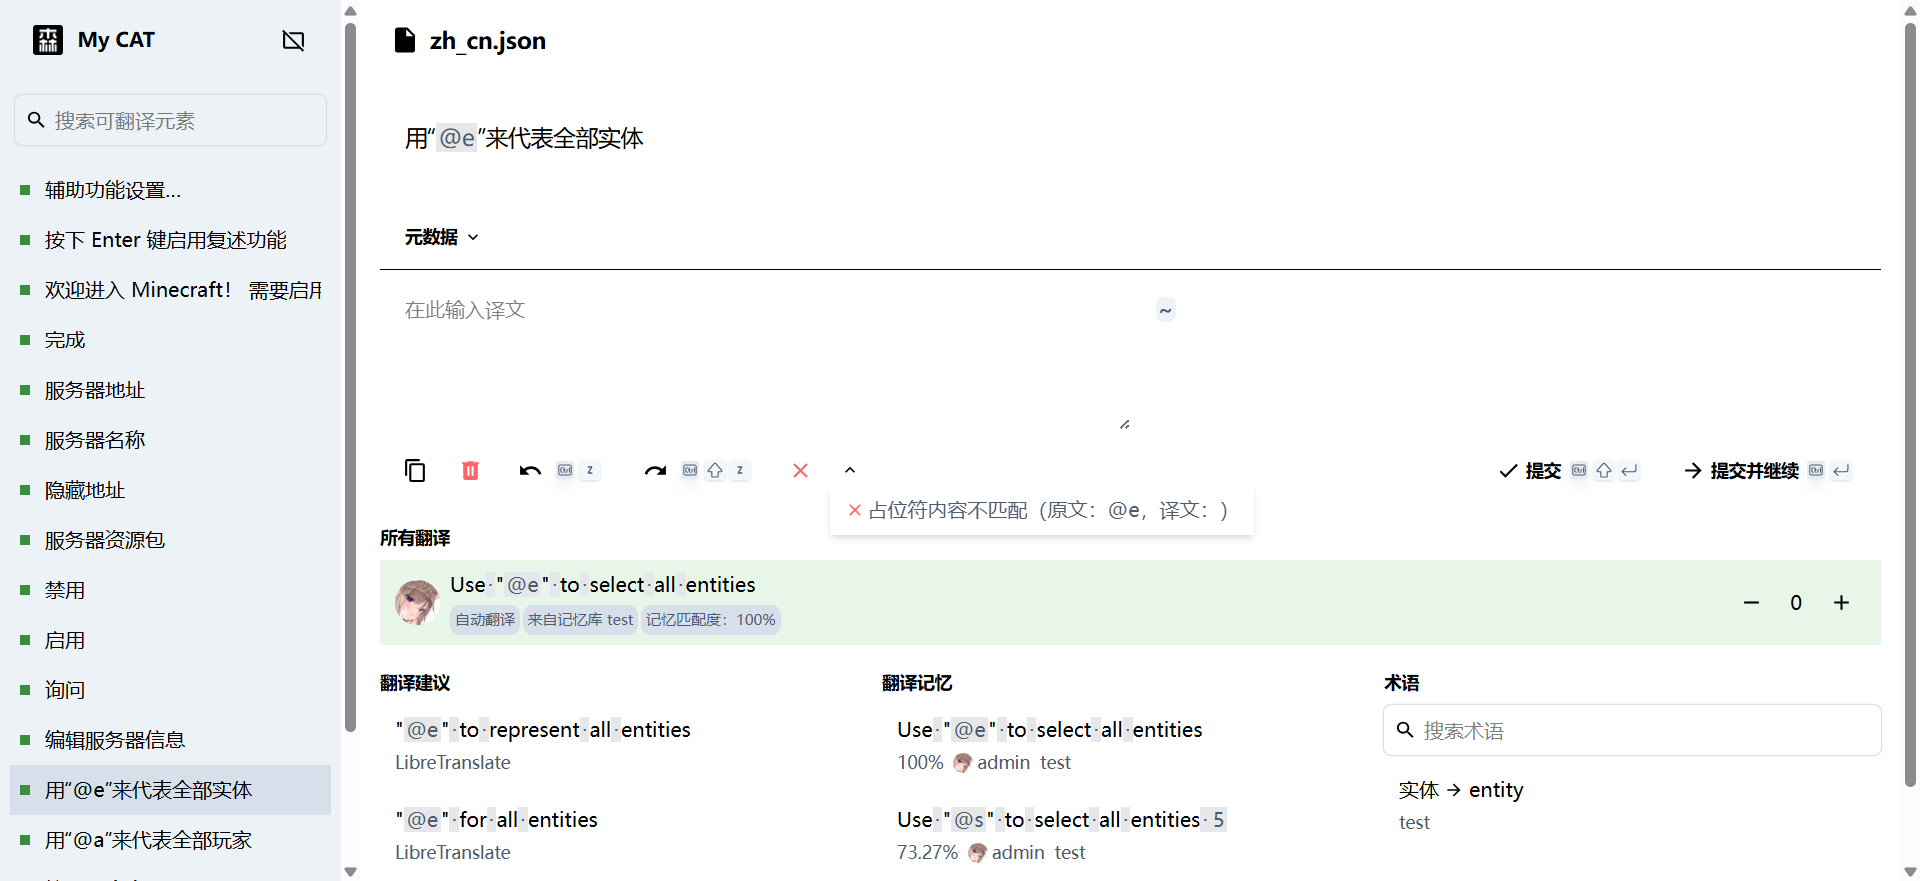 My CAT
搜索可翻译元素
辅助功能设置...
按下 Enter 键启用复述功能
欢迎进入 Minecraft! 需要启用
完成
服务器地址
服务器名称
隐藏地址
服务器资源包
禁用
启用
询问
编辑服务器信息
用“@e”来代表全部实体
用“@a”来代表全部玩家
zh_cn.json
用“@e”来代表全部实体
元数据
在此输入译文
~
Ctrl Z
Ctrl Z
提交 Ctrl
提交并继续 Ctrl
占位符内容不匹配（原文：@e，译文：）
所有翻译
Use·"@e"·to·select·all·entities
自动翻译 来自记忆库 test 记忆匹配度：100%
0
翻译建议
"@e"·to·represent·all·entities
LibreTranslate
"@e"·for·all·entities
LibreTranslate
翻译记忆
Use·"@e"·to·select·all·entities
100% admin test
Use·"@s"·to·select·all·entities·5
73.27% admin test
术语
搜索术语
实体 → entity
test